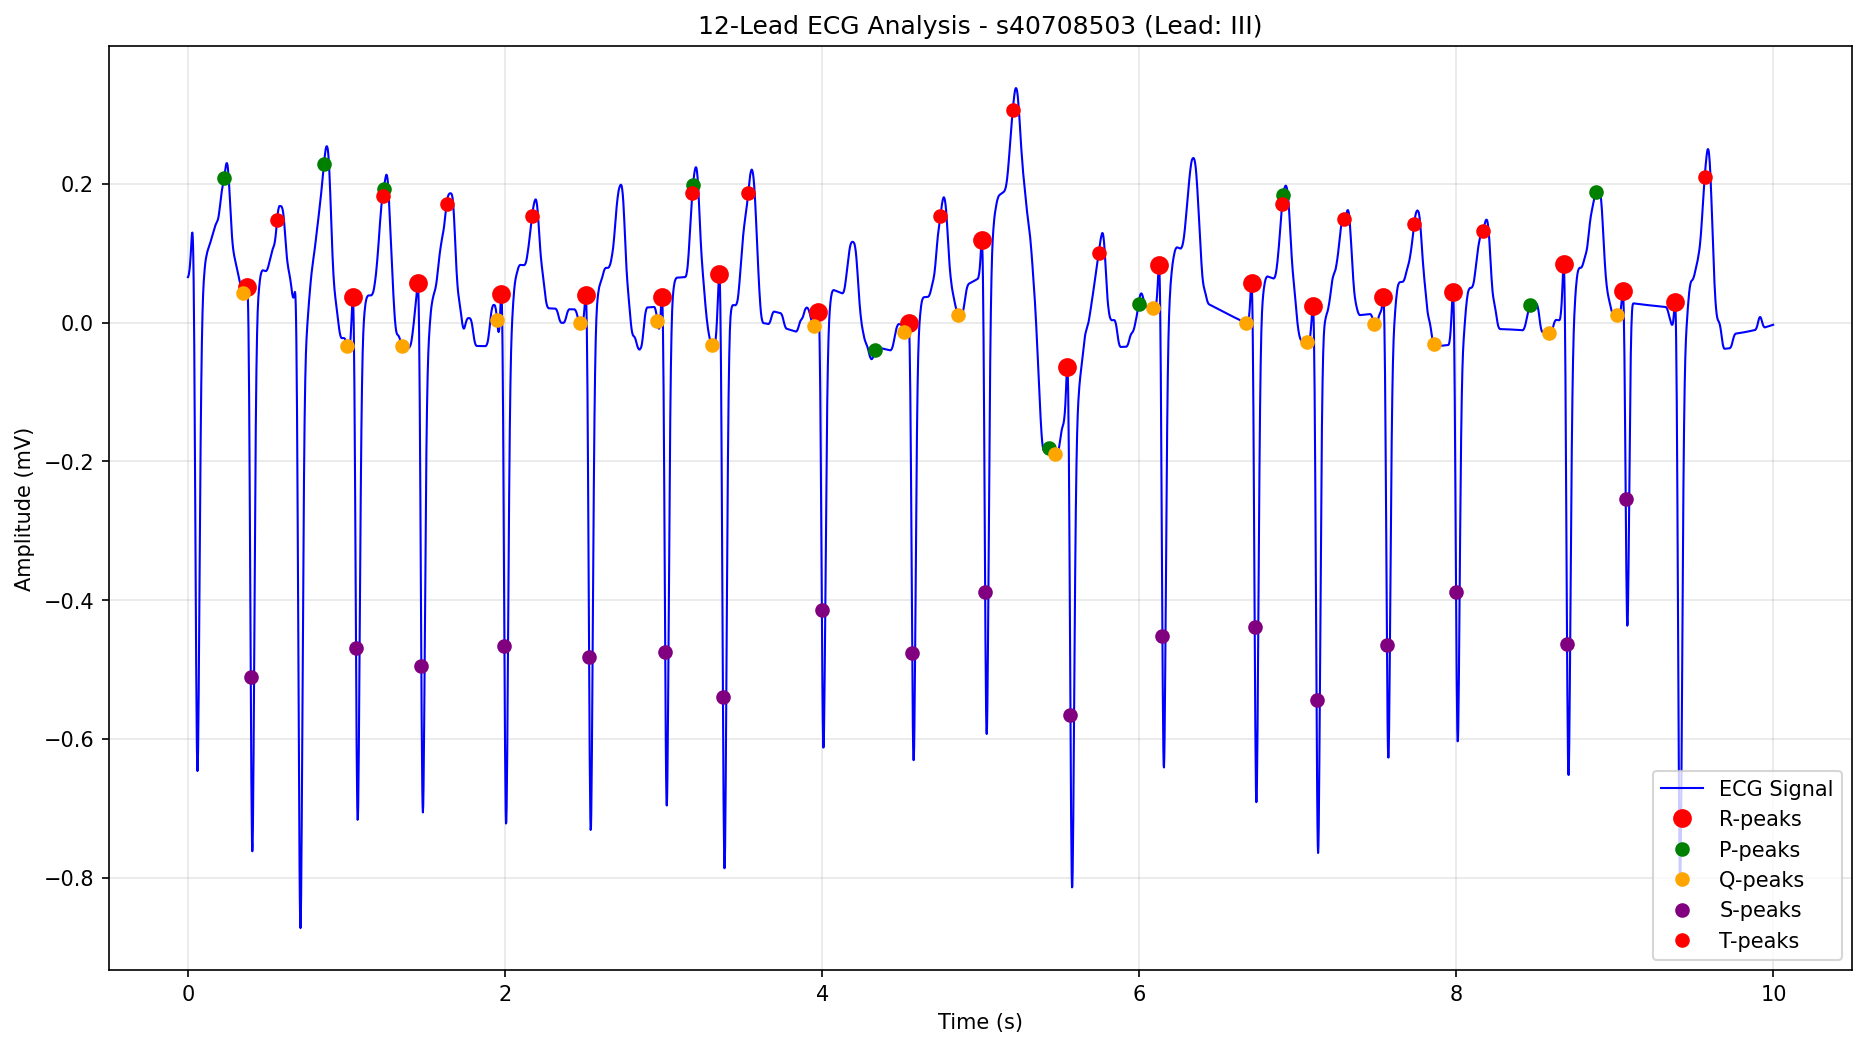 12-Lead ECG Analysis - s40708503 (Lead: III)
Amplitude (mV)
0.2
0.0
−0.2
−0.4
−0.6
−0.8
0 2 4 6 8 10
Time (s)
ECG Signal
R-peaks
P-peaks
Q-peaks
S-peaks
T-peaks